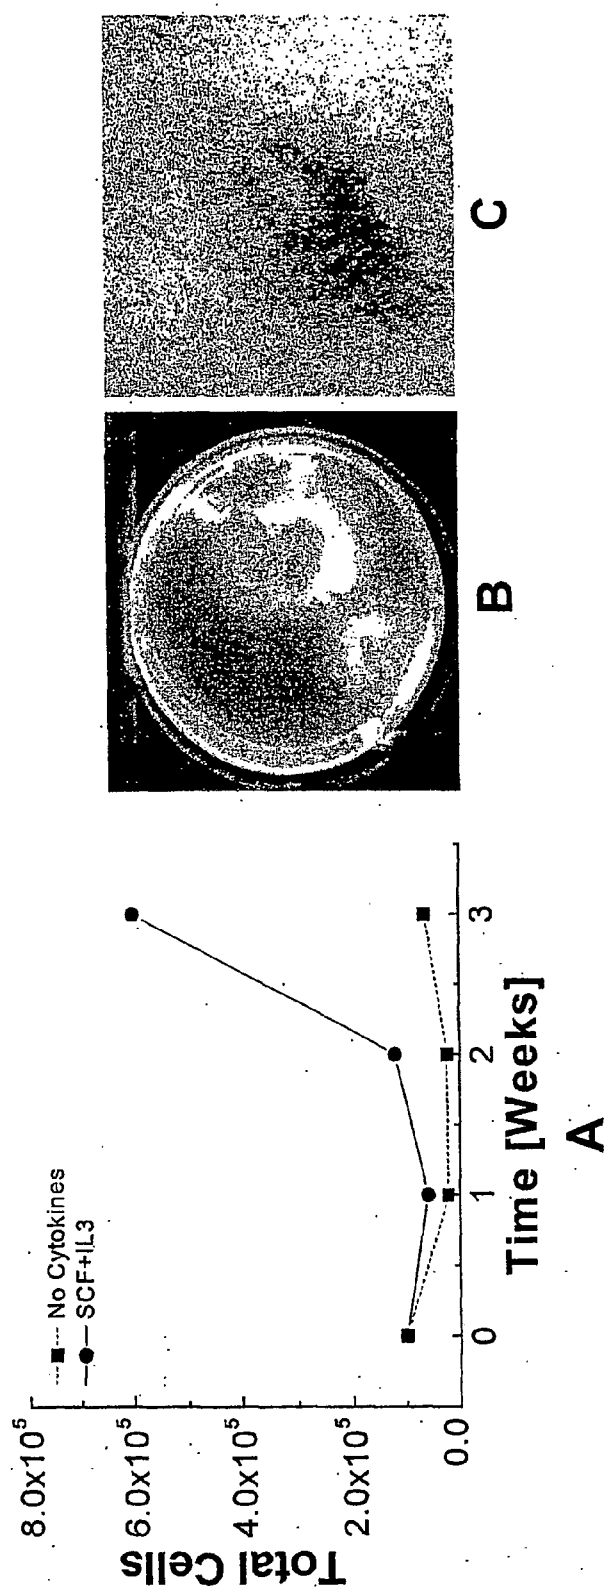 No Cytokines
SCF+IL3
Total Cells
8.0x10⁵
6.0x10⁵
4.0x10⁵
2.0x10⁵
0.0
0 1 2 3
Time [Weeks]
A
B
C